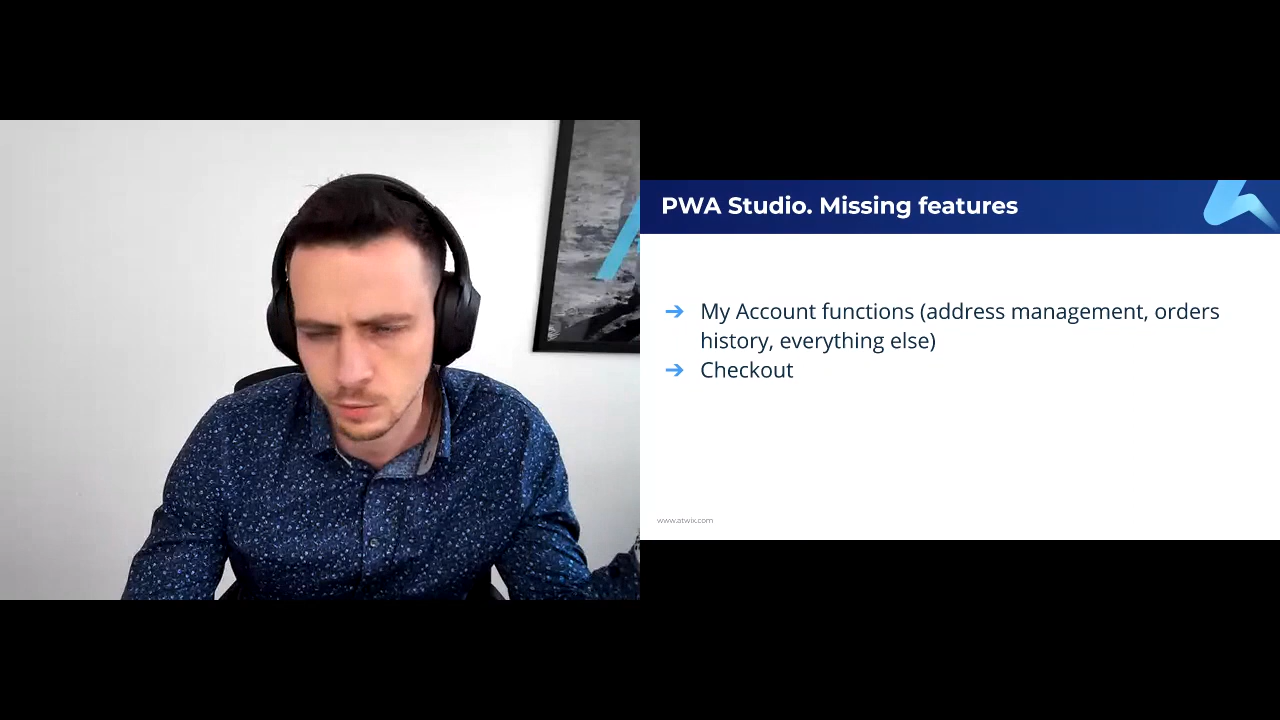 PWA Studio. Missing features
➔ My Account functions (address management, orders
history, everything else)
➔ Checkout
www.atwix.com